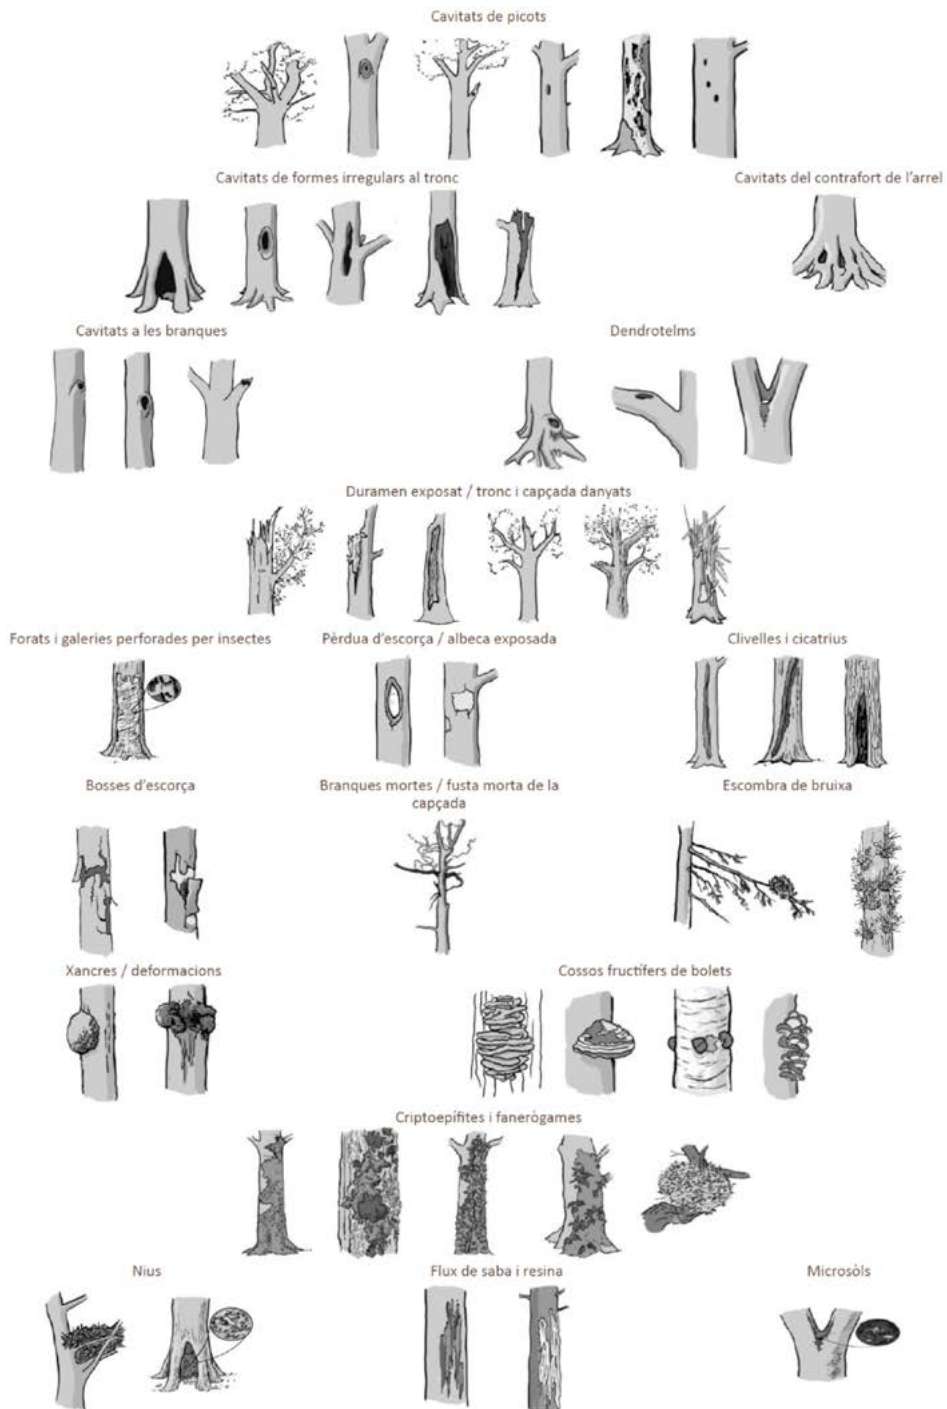 Cavitats de picots
Cavitats de formes irregulars al tronc
Cavitats del contrafort de l'arrel
Cavitats a les branques
Dendrotelms
Duramen exposat / tronc i capçada danyats
Forats i galeries perforades per insectes
Pèrdua d'escorça / albeca exposada
Clivelles i cicatrius
Bosses d'escorça
Branques mortes / fusta morta de la
capçada
Escombra de bruixa
Xancres / deformacions
Cossos fructífers de bolets
Criptoepífites i fanerògames
Nius
Flux de saba i resina
Microsòls